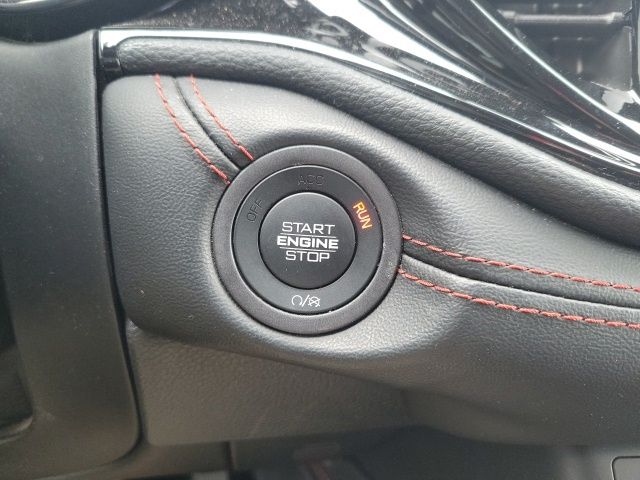 OFF
ACC
RUN
START
ENGINE
STOP